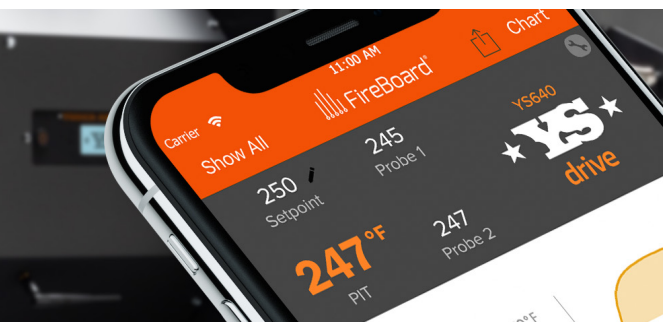 11:00 AM
Carrier
FireBoard®
Show All
Chart
250
Setpoint
245
Probe 1
YS640
YS
drive
247°F
PIT
247
Probe 2